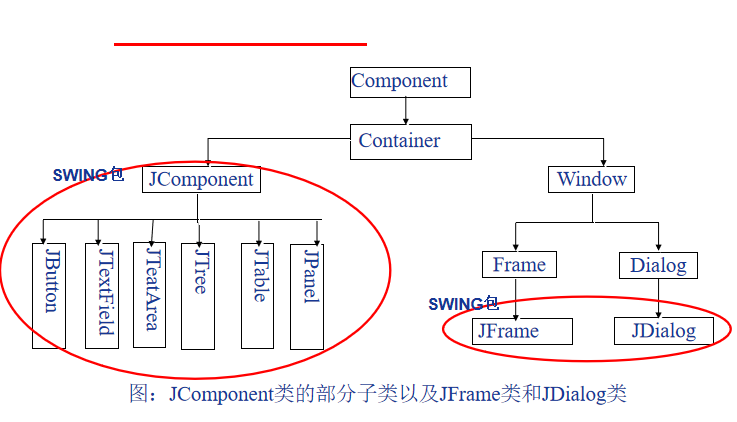 Component
Container
SWING包
JComponent
Window
JButton
JTextField
JTeatArea
JTree
JTable
JPanel
Frame
Dialog
SWING包
JFrame
JDialog
图：JComponent类的部分子类以及JFrame类和JDialog类